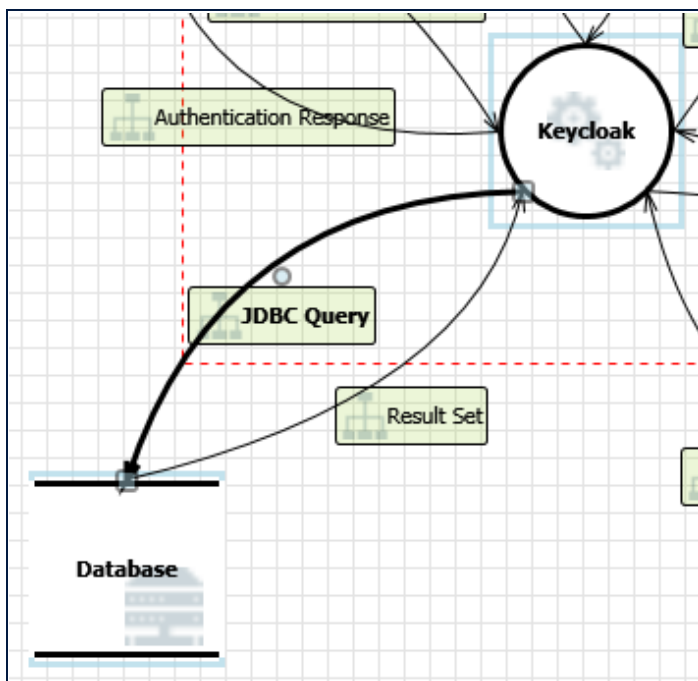 Authentication Response
Keycloak
JDBC Query
Result Set
Database